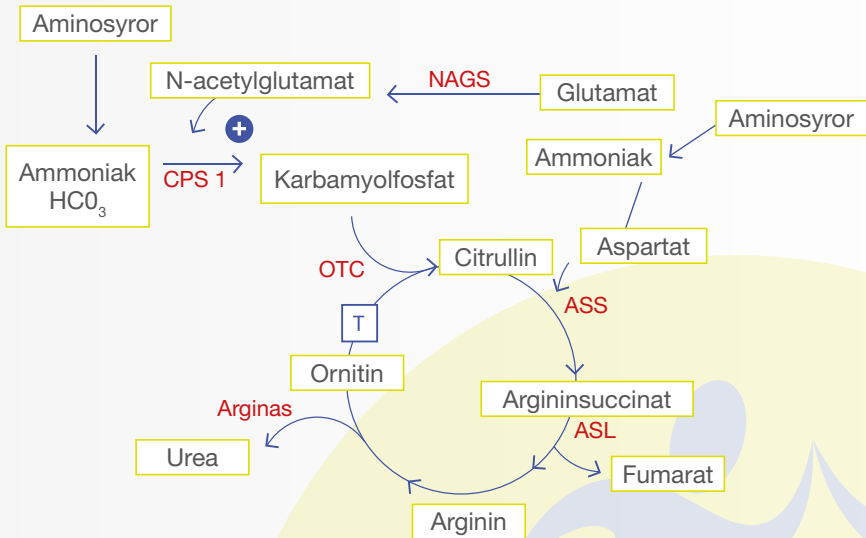 Aminosyror
N-acetylglutamat
NAGS
Glutamat
Aminosyror
+
Ammoniak
HC0₃
CPS 1
Karbamyolfosfat
Ammoniak
OTC
Citrullin
Aspartat
ASS
T
Ornitin
Argininsuccinat
Arginas
ASL
Urea
Fumarat
Arginin